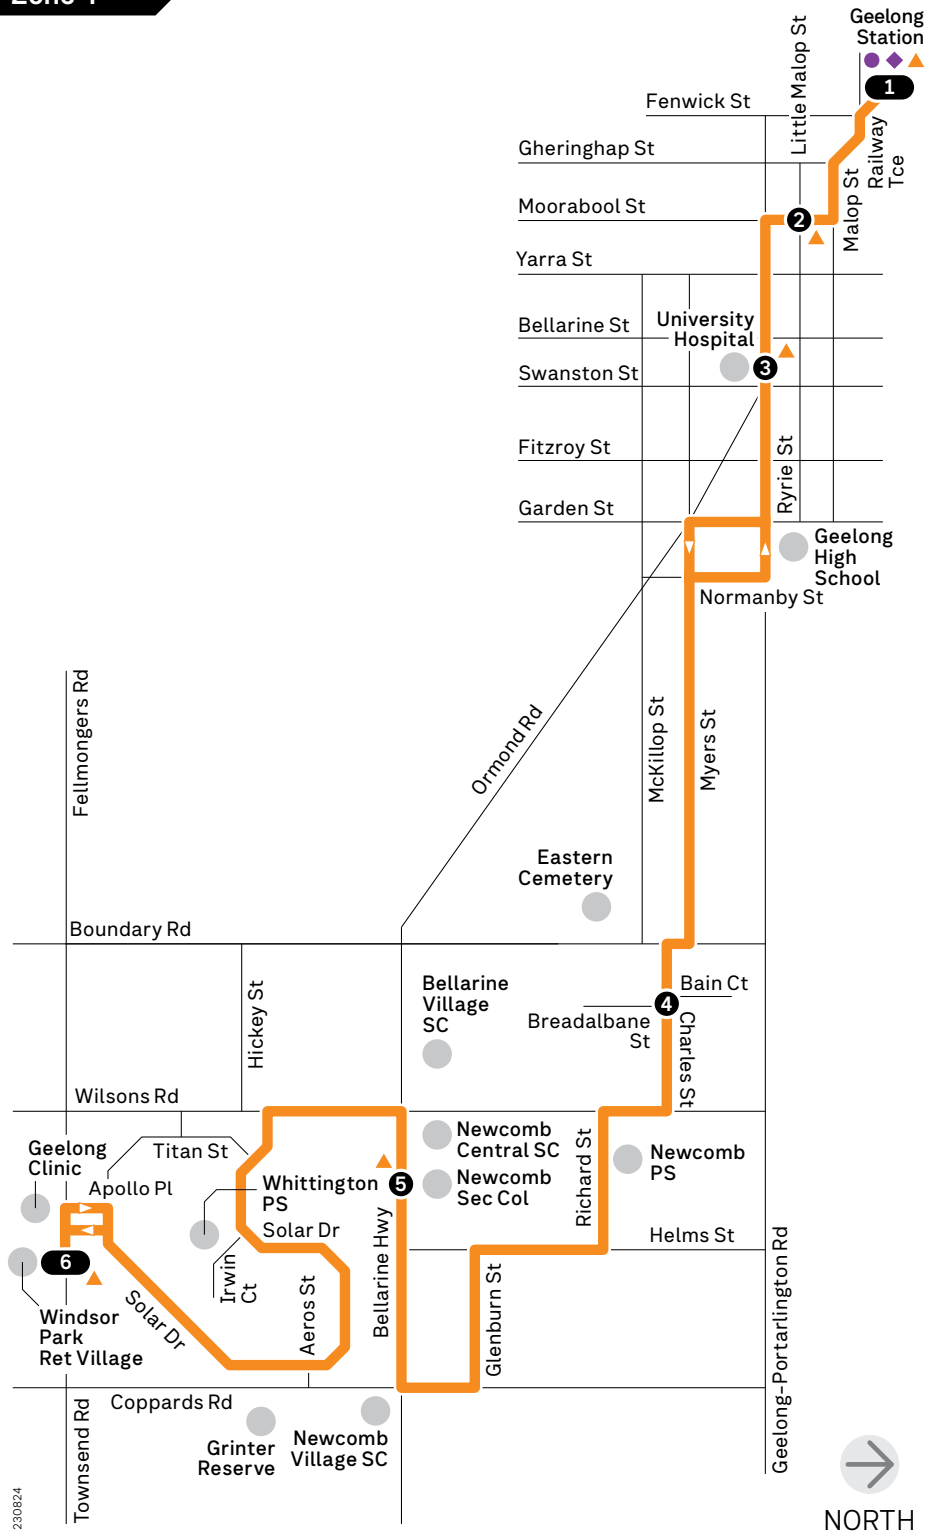 Zone 1
Geelong
Station
1
Little Malop St
Fenwick St
Railway
Tce
Gheringhap St
Malop St
Moorabool St
2
Yarra St
University
Hospital
Bellarine St
3
Swanston St
Fitzroy St
Ryrie St
Garden St
Geelong
High
School
Normanby St
Fellmongers Rd
Ormond Rd
McKillop St
Myers St
Eastern
Cemetery
Boundary Rd
Hickey St
Bellarine
Village
SC
Bain Ct
4
Breadalbane
St
Charles St
Wilsons Rd
Geelong
Clinic
Titan St
Apollo Pl
Whittington
PS
Solar Dr
5
Newcomb
Central SC
Newcomb
Sec Col
Richard St
Newcomb
PS
Helms St
6
Irwin
Ct
Aeros St
Bellarine Hwy
Glenburn St
Windsor
Park
Ret Village
Solar Dr
Geelong-Portarlington Rd
Coppards Rd
Townsend Rd
Grinter
Reserve
Newcomb
Village SC
230824
NORTH